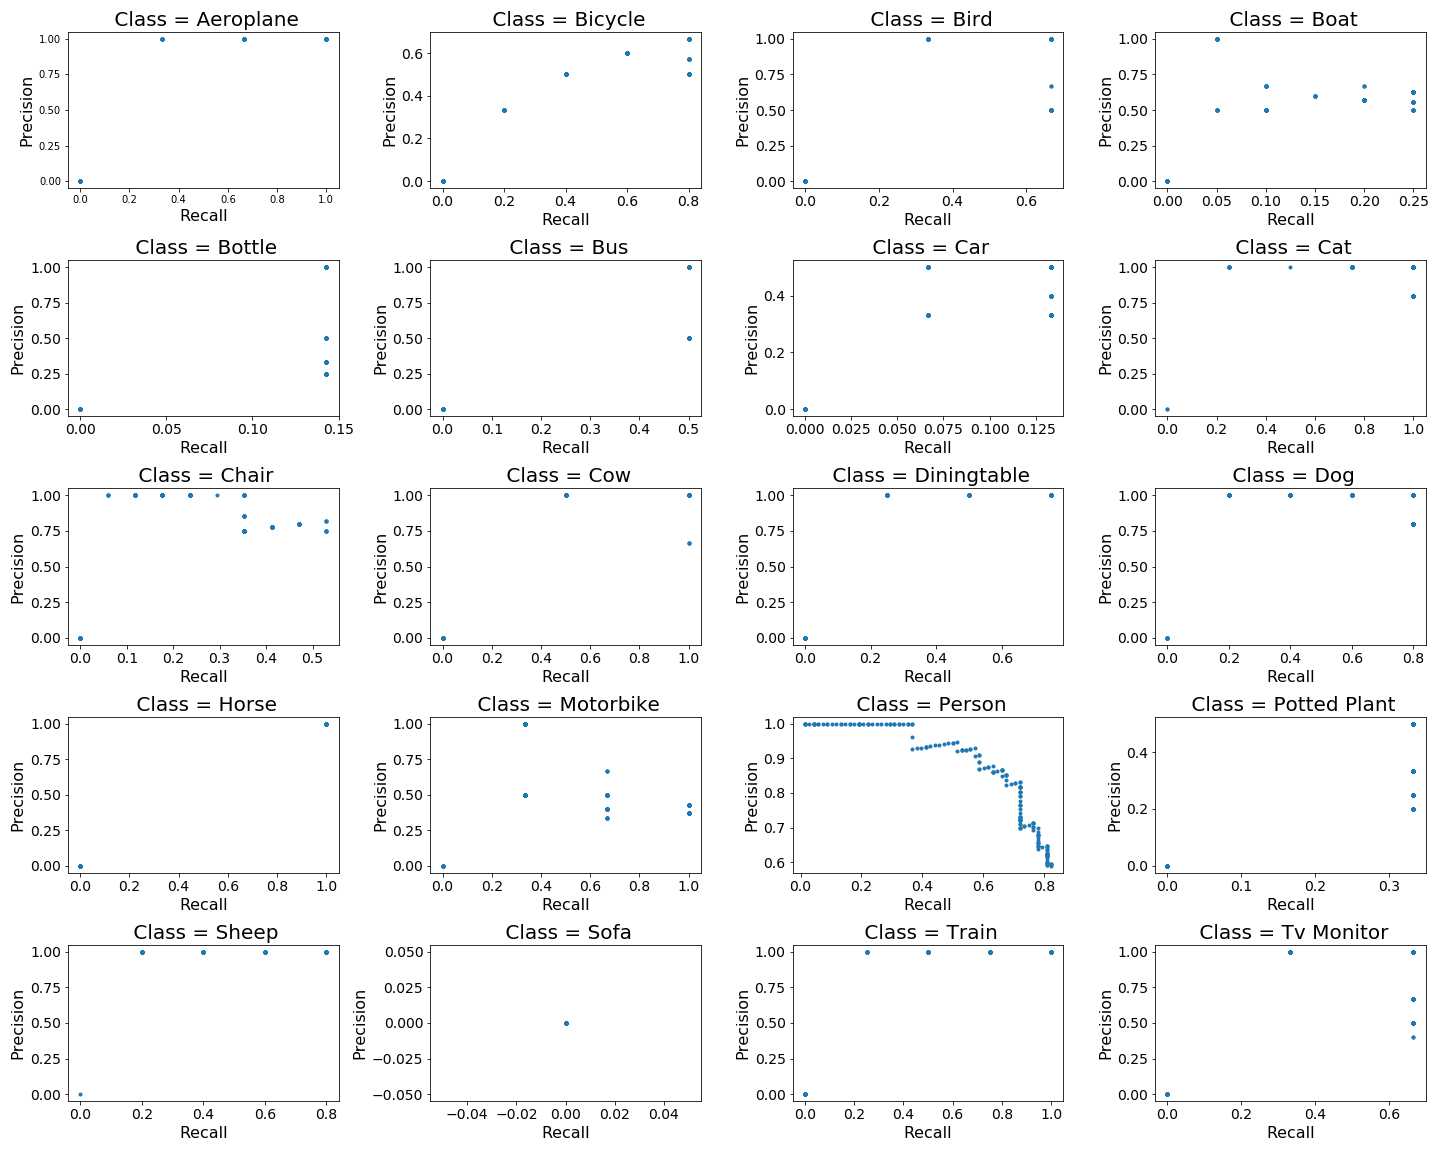 Class = Aeroplane
1.00
0.75
0.50
0.25
0.00
Precision
0.0 0.2 0.4 0.6 0.8 1.0
Recall
Class = Bicycle
0.6
0.4
0.2
0.0
Precision
0.0 0.2 0.4 0.6 0.8
Recall
Class = Bird
1.00
0.75
0.50
0.25
0.00
Precision
0.0 0.2 0.4 0.6
Recall
Class = Boat
1.00
0.75
0.50
0.25
0.00
Precision
0.00 0.05 0.10 0.15 0.20 0.25
Recall
Class = Bottle
1.00
0.75
0.50
0.25
0.00
Precision
0.00 0.05 0.10 0.15
Recall
Class = Bus
1.00
0.75
0.50
0.25
0.00
Precision
0.0 0.1 0.2 0.3 0.4 0.5
Recall
Class = Car
0.4
0.2
0.0
Precision
0.000 0.025 0.050 0.075 0.100 0.125
Recall
Class = Cat
1.00
0.75
0.50
0.25
0.00
Precision
0.0 0.2 0.4 0.6 0.8 1.0
Recall
Class = Chair
1.00
0.75
0.50
0.25
0.00
Precision
0.0 0.1 0.2 0.3 0.4 0.5
Recall
Class = Cow
1.00
0.75
0.50
0.25
0.00
Precision
0.0 0.2 0.4 0.6 0.8 1.0
Recall
Class = Diningtable
1.00
0.75
0.50
0.25
0.00
Precision
0.0 0.2 0.4 0.6
Recall
Class = Dog
1.00
0.75
0.50
0.25
0.00
Precision
0.0 0.2 0.4 0.6 0.8
Recall
Class = Horse
1.00
0.75
0.50
0.25
0.00
Precision
0.0 0.2 0.4 0.6 0.8 1.0
Recall
Class = Motorbike
1.00
0.75
0.50
0.25
0.00
Precision
0.0 0.2 0.4 0.6 0.8 1.0
Recall
Class = Person
1.0
0.9
0.8
0.7
0.6
Precision
0.0 0.2 0.4 0.6 0.8
Recall
Class = Potted Plant
0.4
0.2
0.0
Precision
0.0 0.1 0.2 0.3
Recall
Class = Sheep
1.00
0.75
0.50
0.25
0.00
Precision
0.0 0.2 0.4 0.6 0.8
Recall
Class = Sofa
0.050
0.025
0.000
−0.025
−0.050
Precision
−0.04 −0.02 0.00 0.02 0.04
Recall
Class = Train
1.00
0.75
0.50
0.25
0.00
Precision
0.0 0.2 0.4 0.6 0.8 1.0
Recall
Class = Tv Monitor
1.00
0.75
0.50
0.25
0.00
Precision
0.0 0.2 0.4 0.6
Recall